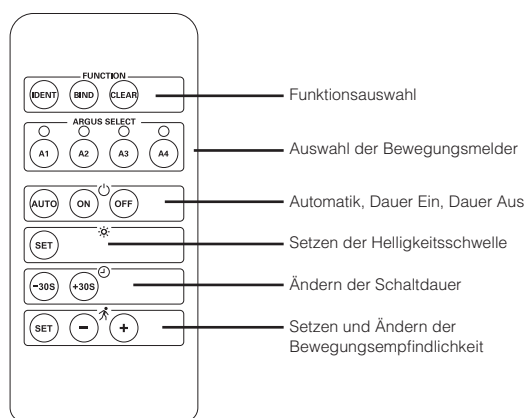 FUNCTION
IDENT BIND CLEAR
Funktionsauswahl
ARGUS SELECT
A1 A2 A3 A4
Auswahl der Bewegungsmelder
AUTO ON OFF
Automatik, Dauer Ein, Dauer Aus
SET
Setzen der Helligkeitsschwelle
-30S +30S
Ändern der Schaltdauer
SET - +
Setzen und Ändern der
Bewegungsempfindlichkeit